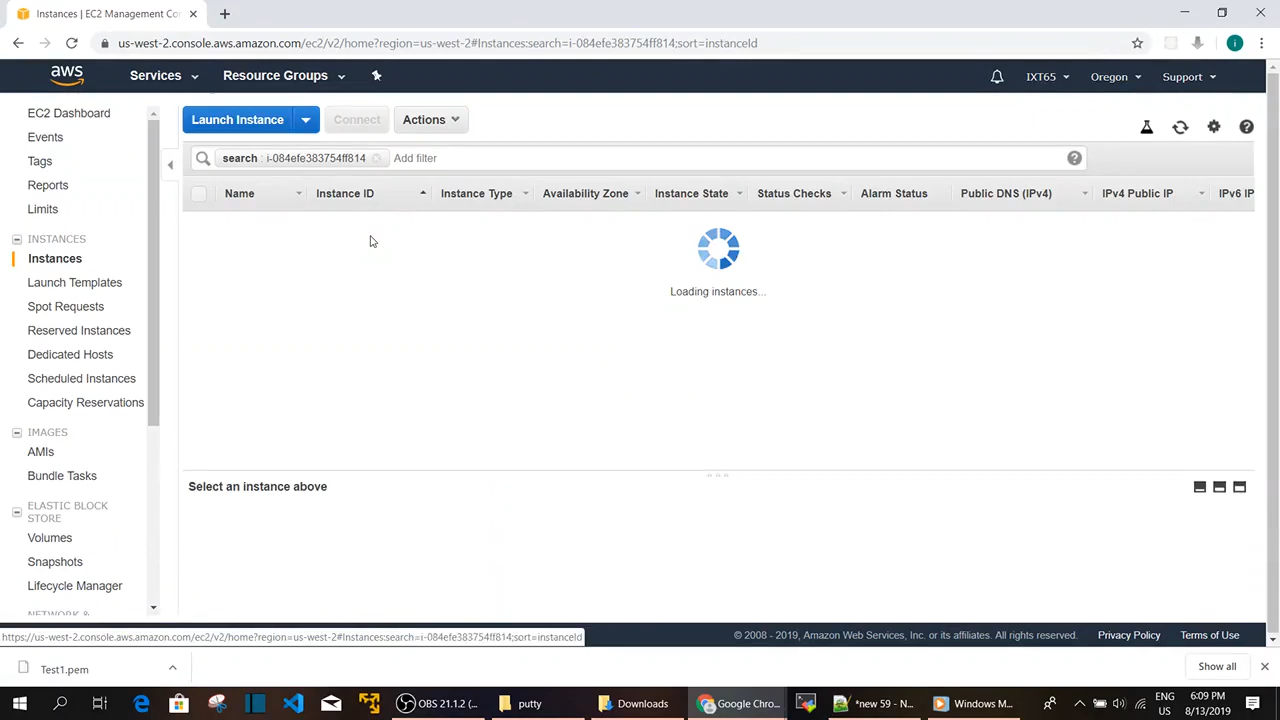 Instances | EC2 Management Co
us-west-2.console.aws.amazon.com/ec2/v2/home?region=us-west-2#Instances:search=i-084efe383754ff814;sort=instanceId
aws
Services
Resource Groups
IXT65
Oregon
Support
EC2 Dashboard
Events
Tags
Reports
Limits
INSTANCES
Instances
Launch Templates
Spot Requests
Reserved Instances
Dedicated Hosts
Scheduled Instances
Capacity Reservations
IMAGES
AMIs
Bundle Tasks
ELASTIC BLOCK
STORE
Volumes
Snapshots
Lifecycle Manager
NETWORK &
Launch Instance
Connect
Actions
search : i-084efe383754ff814 Add filter
Name
Instance ID
Instance Type
Availability Zone
Instance State
Status Checks
Alarm Status
Public DNS (IPv4)
IPv4 Public IP
IPv6 IP
Loading instances...
Select an instance above
https://us-west-2.console.aws.amazon.com/ec2/v2/home?region=us-west-2#Instances:search=i-084efe383754ff814;sort=instanceId
© 2008 - 2019, Amazon Web Services, Inc. or its affiliates. All rights reserved.
Privacy Policy
Terms of Use
Test1.pem
Show all
OBS 21.1.2 (...
putty
Downloads
Google Chro...
*new 59 - N...
Windows M...
ENG
US
6:09 PM
8/13/2019